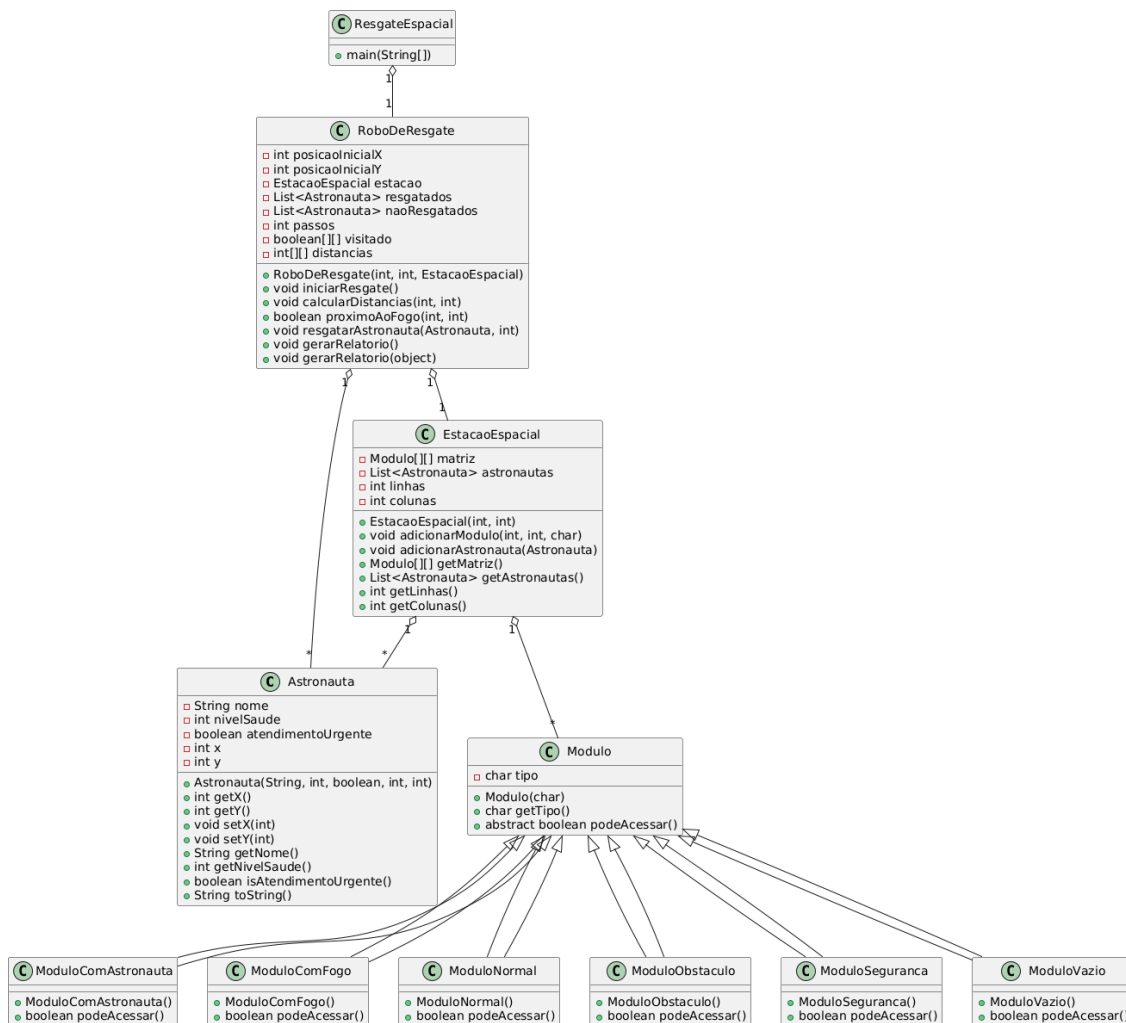 ResgateEspacial
main(String[])
1
1
RoboDeResgate
int posicaoInicialX
int posicaoInicialY
EstacaoEspacial estacao
List<Astronauta> resgatados
List<Astronauta> naoResgatados
int passos
boolean[][] visitado
int[][] distancias
RoboDeResgate(int, int, EstacaoEspacial)
void iniciarResgate()
void calcularDistancias(int, int)
boolean proximoAoFogo(int, int)
void resgatarAstronauta(Astronauta, int)
void gerarRelatorio()
void gerarRelatorio(object)
1 1
1
EstacaoEspacial
Modulo[][] matriz
List<Astronauta> astronautas
int linhas
int colunas
EstacaoEspacial(int, int)
void adicionarModulo(int, int, char)
void adicionarAstronauta(Astronauta)
Modulo[][] getMatriz()
List<Astronauta> getAstronautas()
int getLinhas()
int getColunas()
1 1
* *
Astronauta
String nome
int nivelSaude
boolean atendimentoUrgente
int x
int y
Astronauta(String, int, boolean, int, int)
int getX()
int getY()
void setX(int)
void setY(int)
String getNome()
int getNivelSaude()
boolean isAtendimentoUrgente()
String toString()
*
Modulo
char tipo
Modulo(char)
char getTipo()
abstract boolean podeAcessar()
C ModuloComAstronauta
ModuloComAstronauta()
boolean podeAcessar()
C ModuloComFogo
ModuloComFogo()
boolean podeAcessar()
C ModuloNormal
ModuloNormal()
boolean podeAcessar()
C ModuloObstaculo
ModuloObstaculo()
boolean podeAcessar()
C ModuloSeguranca
ModuloSeguranca()
boolean podeAcessar()
C ModuloVazio
ModuloVazio()
boolean podeAcessar()